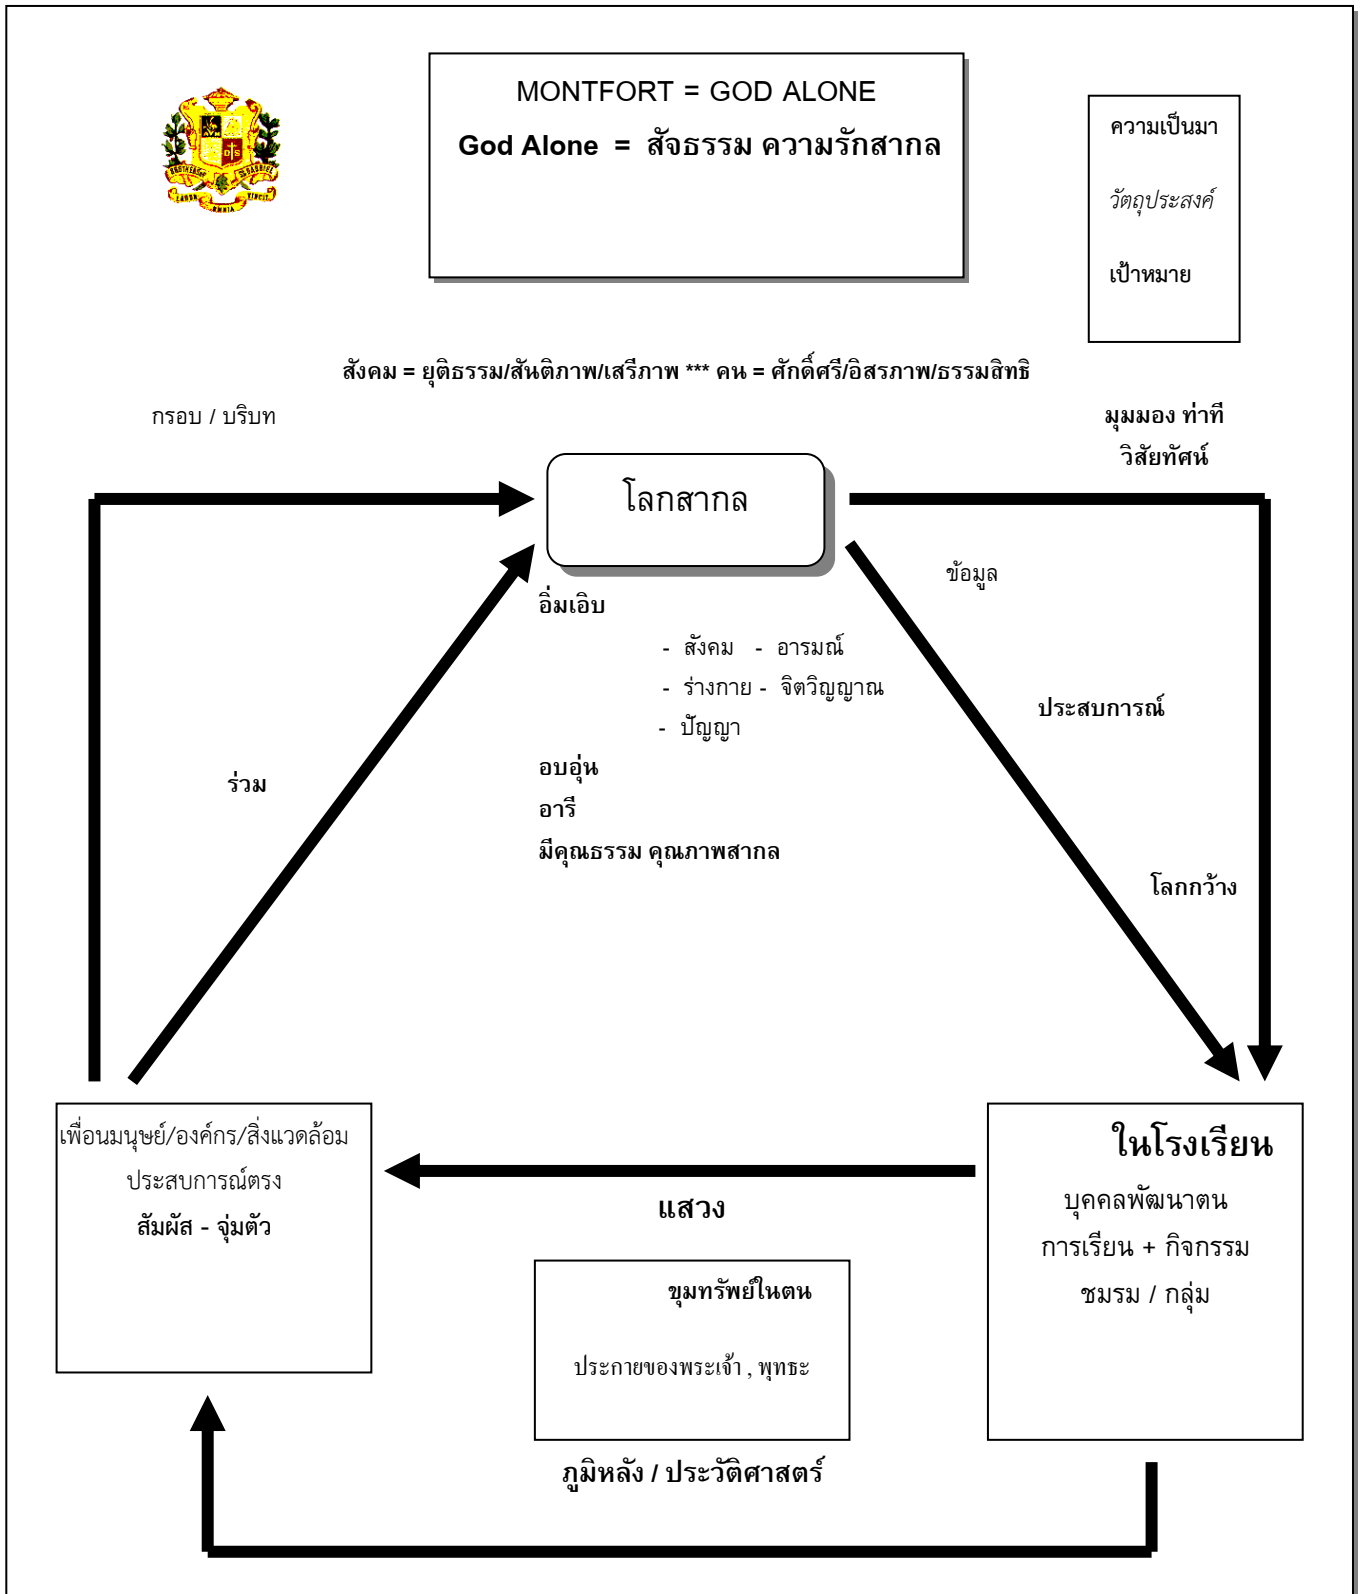 MONTFORT = GOD ALONE
God Alone = สัจธรรม ความรักสากล
ความเป็นมา
วัตถุประสงค์
เป้าหมาย
BROTHERS OF ST GABRIEL
D S
LABOR OMNIA VINCIT
สังคม = ยุติธรรม/สันติภาพ/เสรีภาพ *** คน = ศักดิ์ศรี/อิสรภาพ/ธรรมสิทธิ
กรอบ / บริบท
มุมมอง ท่าที
วิสัยทัศน์
โลกสากล
ข้อมูล
อิ่มเอิบ
- สังคม - อารมณ์
- ร่างกาย - จิตวิญญาณ
- ปัญญา
ประสบการณ์
อบอุ่น
ร่วม
อารี
มีคุณธรรม คุณภาพสากล
โลกกว้าง
เพื่อนมนุษย์/องค์กร/สิ่งแวดล้อม
ประสบการณ์ตรง
สัมผัส - จุ่มตัว
ในโรงเรียน
บุคคลพัฒนาตน
การเรียน + กิจกรรม
ชมรม / กลุ่ม
แสวง
ขุมทรัพย์ในตน
ประกายของพระเจ้า , พุทธะ
ภูมิหลัง / ประวัติศาสตร์